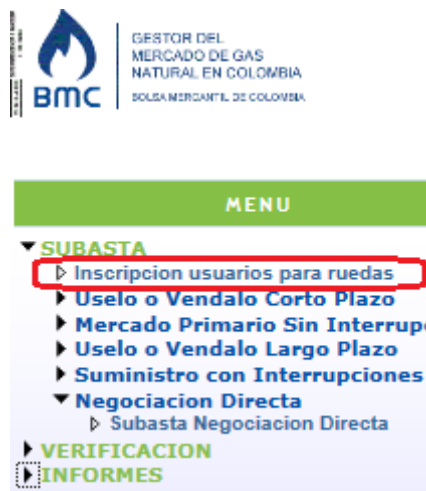 GESTOR DEL
MERCADO DE GAS
NATURAL EN COLOMBIA
BMC
BOLSA MERCANTIL DE COLOMBIA
MENU
SUBASTA
Inscripcion usuarios para ruedas
Uselo o Vendalo Corto Plazo
Mercado Primario Sin Interrup
Uselo o Vendalo Largo Plazo
Suministro con Interrupciones
Negociacion Directa
Subasta Negociacion Directa
VERIFICACION
INFORMES